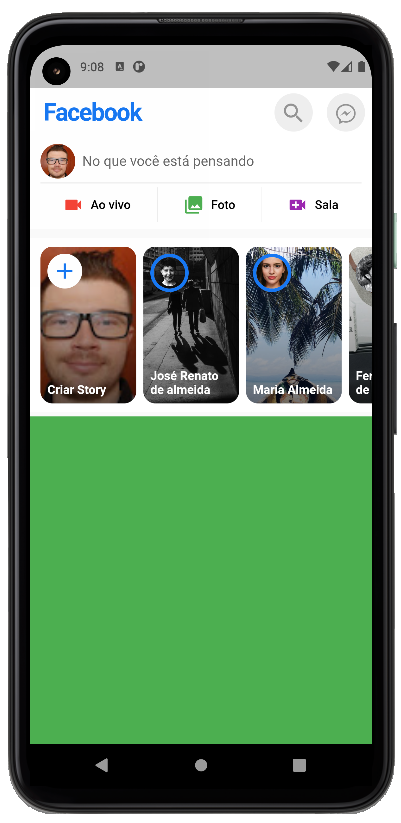 9:08
Facebook
No que você está pensando
Ao vivo
Foto
Sala
Criar Story
José Renato
de almeida
Maria Almeida
Fer
de